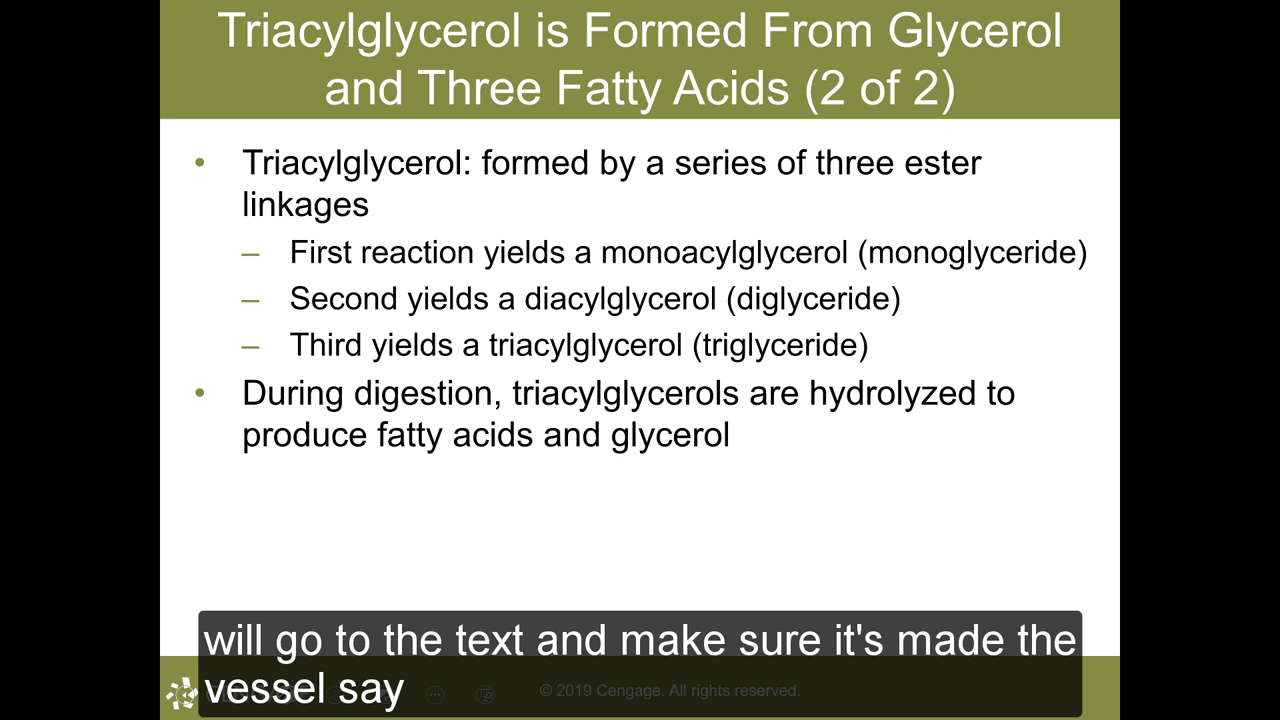 Triacylglycerol is Formed From Glycerol
and Three Fatty Acids (2 of 2)
• Triacylglycerol: formed by a series of three ester
linkages
– First reaction yields a monoacylglycerol (monoglyceride)
– Second yields a diacylglycerol (diglyceride)
– Third yields a triacylglycerol (triglyceride)
• During digestion, triacylglycerols are hydrolyzed to
produce fatty acids and glycerol
will go to the text and make sure it's made the
vessel say
© 2019 Cengage. All rights reserved.